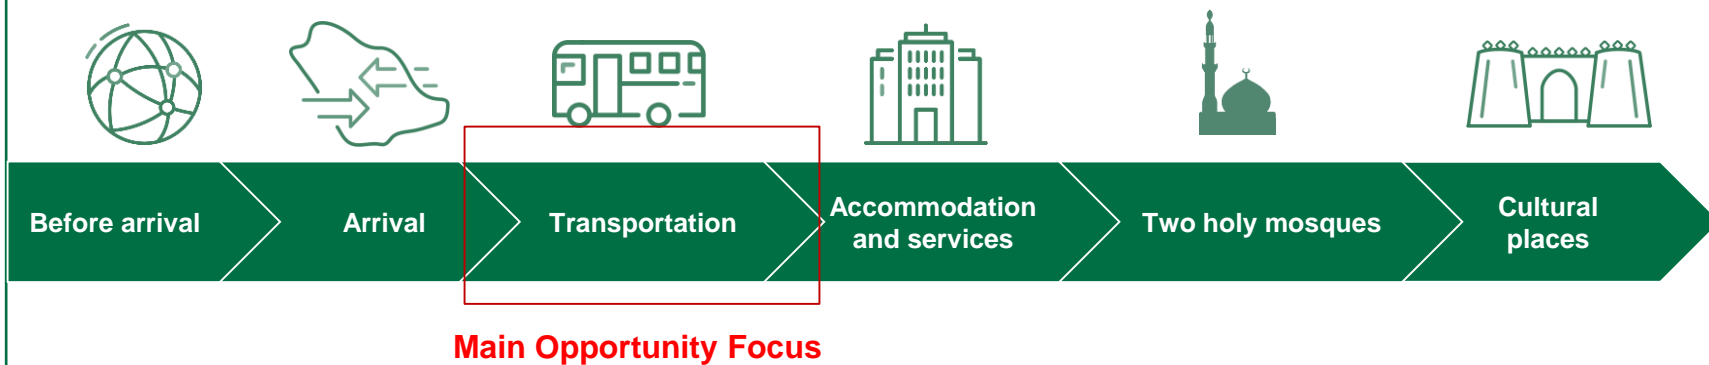 Before arrival
Arrival
Transportation
Accommodation
and services
Two holy mosques
Cultural
places
Main Opportunity Focus